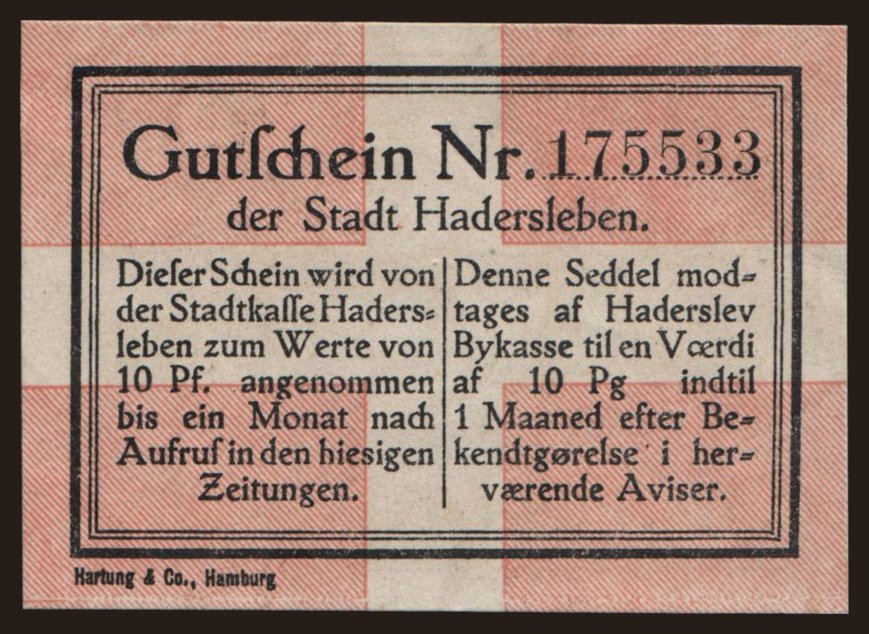 Gutſchein Nr. 175533
der Stadt Hadersleben.
Dieſer Schein wird von
der Stadtkaſſe Haders=
leben zum Werte von
10 Pf. angenommen
bis ein Monat nach
Aufruf in den hiesigen
Zeitungen.
Denne Seddel mod=
tages af Haderslev
Bykasse til en Værdi
af 10 Pg indtil
1 Maaned efter Be=
kendtgørelse i her=
værende Aviser.
Hartung & Co., Hamburg